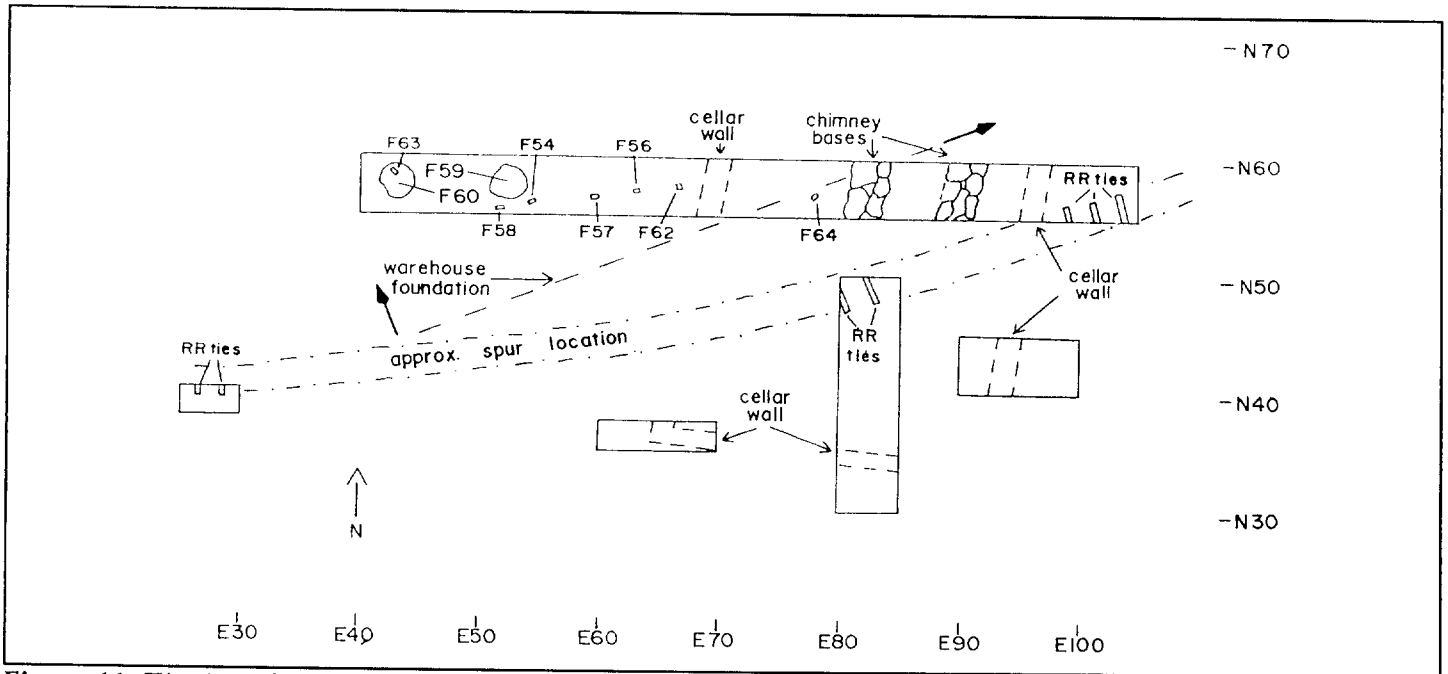 -N70
cellar
wall
chimney
bases
F63
F54
F56
-N60
F59
F60
RR ties
F58
F57
F62
F64
warehouse
foundation
cellar
wall
-N50
RR ties
approx. spur location
RR
ties
cellar
wall
-N40
N
-N30
E30
E40
E50
E60
E70
E80
E90
E100